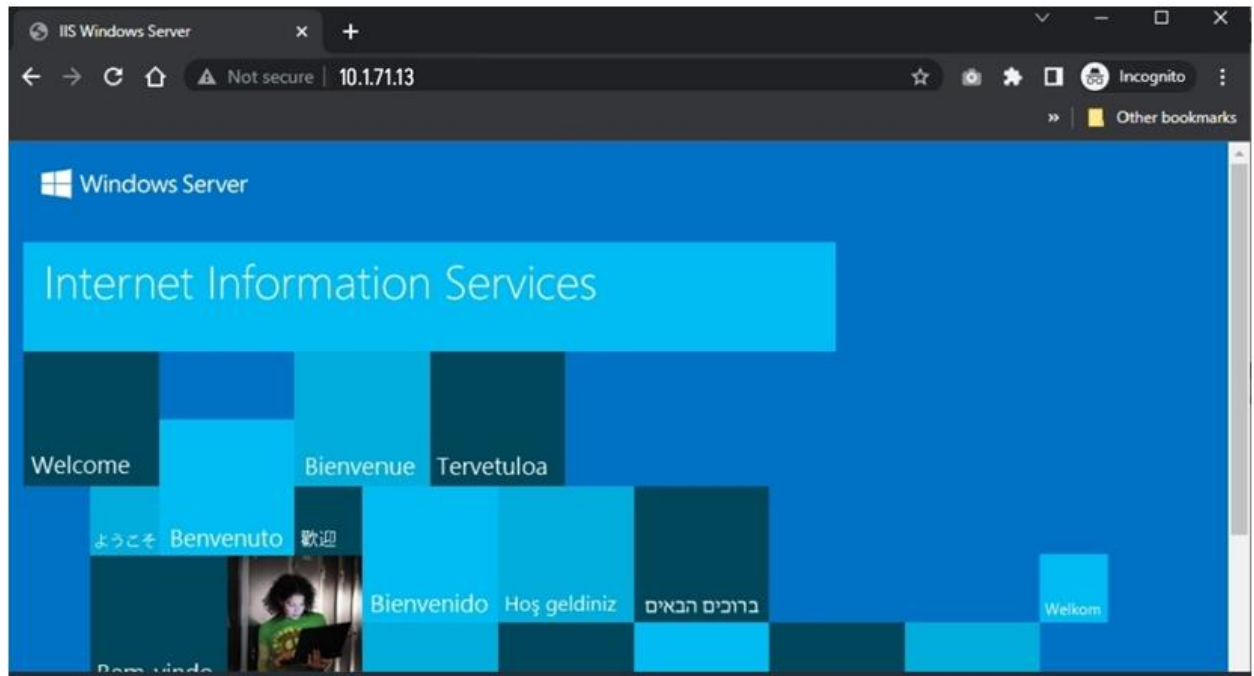 IIS Windows Server
Not secure 10.1.71.13
Incognito
Other bookmarks
Windows Server
Internet Information Services
Welcome
Bienvenue
Tervetuloa
ようこそ
Benvenuto
歡迎
Bienvenido
Hoş geldiniz
ברוכים הבאים
Welkom